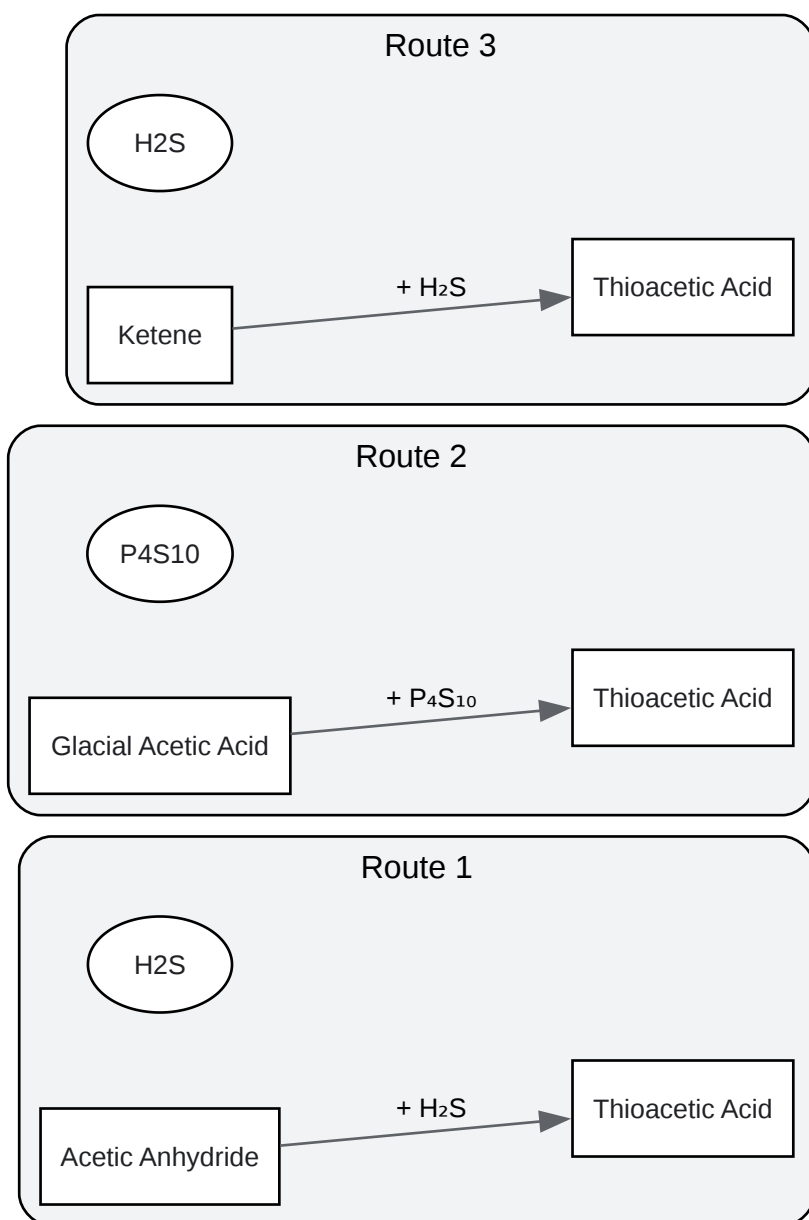 Route 3
H2S
+ H₂S
Thioacetic Acid
Ketene
Route 2
P4S10
+ P₄S₁₀
Thioacetic Acid
Glacial Acetic Acid
Route 1
H2S
+ H₂S
Thioacetic Acid
Acetic Anhydride